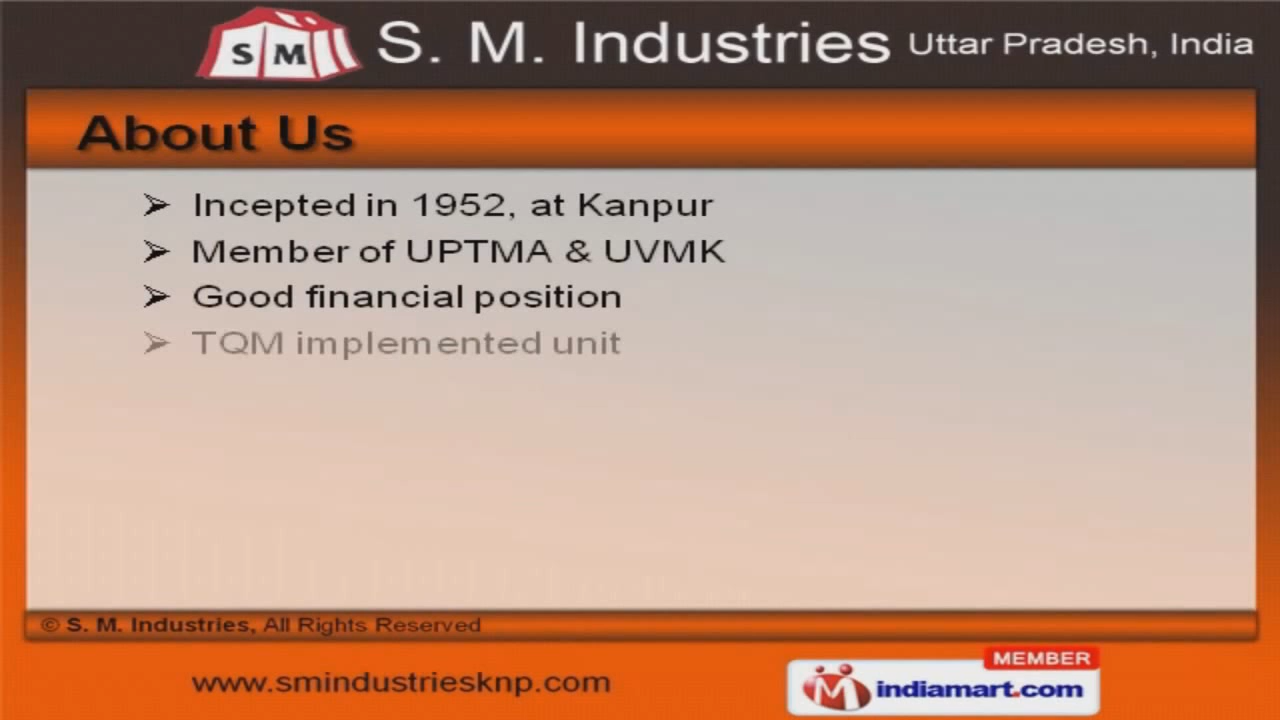 SM S. M. Industries Uttar Pradesh, India
About Us
➢ Incepted in 1952, at Kanpur
➢ Member of UPTMA & UVMK
➢ Good financial position
➢ TQM implemented unit
© S. M. Industries, All Rights Reserved
MEMBER
www.smindustriesknp.com
indiamart.com